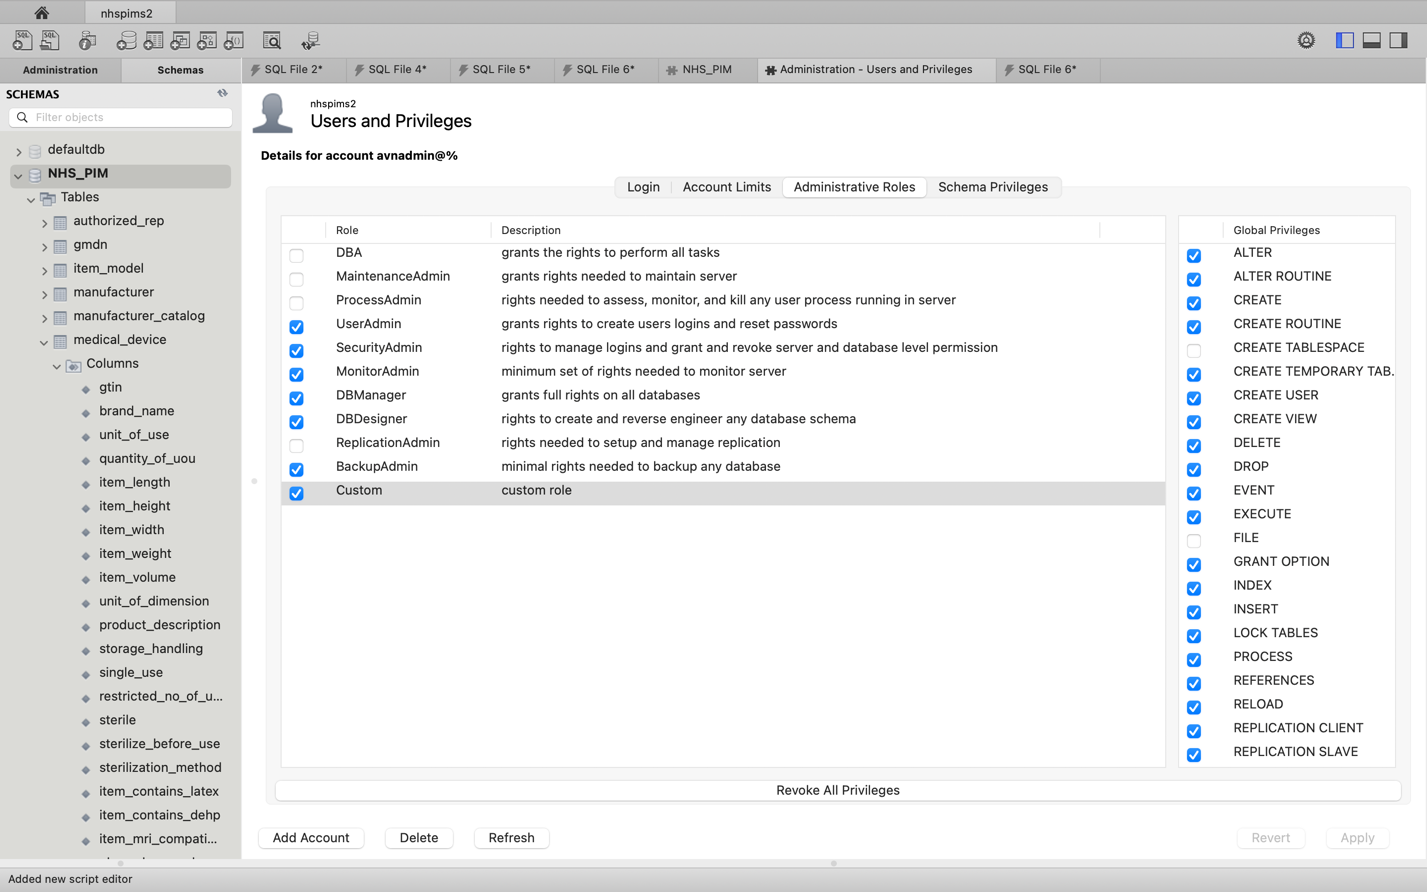 nhspims2
Administration
Schemas
SQL File 2*
SQL File 4*
SQL File 5*
SQL File 6*
NHS_PIM
Administration - Users and Privileges
SQL File 6*
SCHEMAS
Filter objects
defaultdb
NHS_PIM
Tables
authorized_rep
gmdn
item_model
manufacturer
manufacturer_catalog
medical_device
Columns
gtin
brand_name
unit_of_use
quantity_of_uou
item_length
item_height
item_width
item_weight
item_volume
unit_of_dimension
product_description
storage_handling
single_use
restricted_no_of_u...
sterile
sterilize_before_use
sterilization_method
item_contains_latex
item_contains_dehp
item_mri_compati...
nhspims2
Users and Privileges
Details for account avnadmin@%
Login
Account Limits
Administrative Roles
Schema Privileges
Role Description
DBA grants the rights to perform all tasks
MaintenanceAdmin grants rights needed to maintain server
ProcessAdmin rights needed to assess, monitor, and kill any user process running in server
UserAdmin grants rights to create users logins and reset passwords
SecurityAdmin rights to manage logins and grant and revoke server and database level permission
MonitorAdmin minimum set of rights needed to monitor server
DBManager grants full rights on all databases
DBDesigner rights to create and reverse engineer any database schema
ReplicationAdmin rights needed to setup and manage replication
BackupAdmin minimal rights needed to backup any database
Custom custom role
Global Privileges
ALTER
ALTER ROUTINE
CREATE
CREATE ROUTINE
CREATE TABLESPACE
CREATE TEMPORARY TAB.
CREATE USER
CREATE VIEW
DELETE
DROP
EVENT
EXECUTE
FILE
GRANT OPTION
INDEX
INSERT
LOCK TABLES
PROCESS
REFERENCES
RELOAD
REPLICATION CLIENT
REPLICATION SLAVE
Revoke All Privileges
Add Account
Delete
Refresh
Revert
Apply
Added new script editor